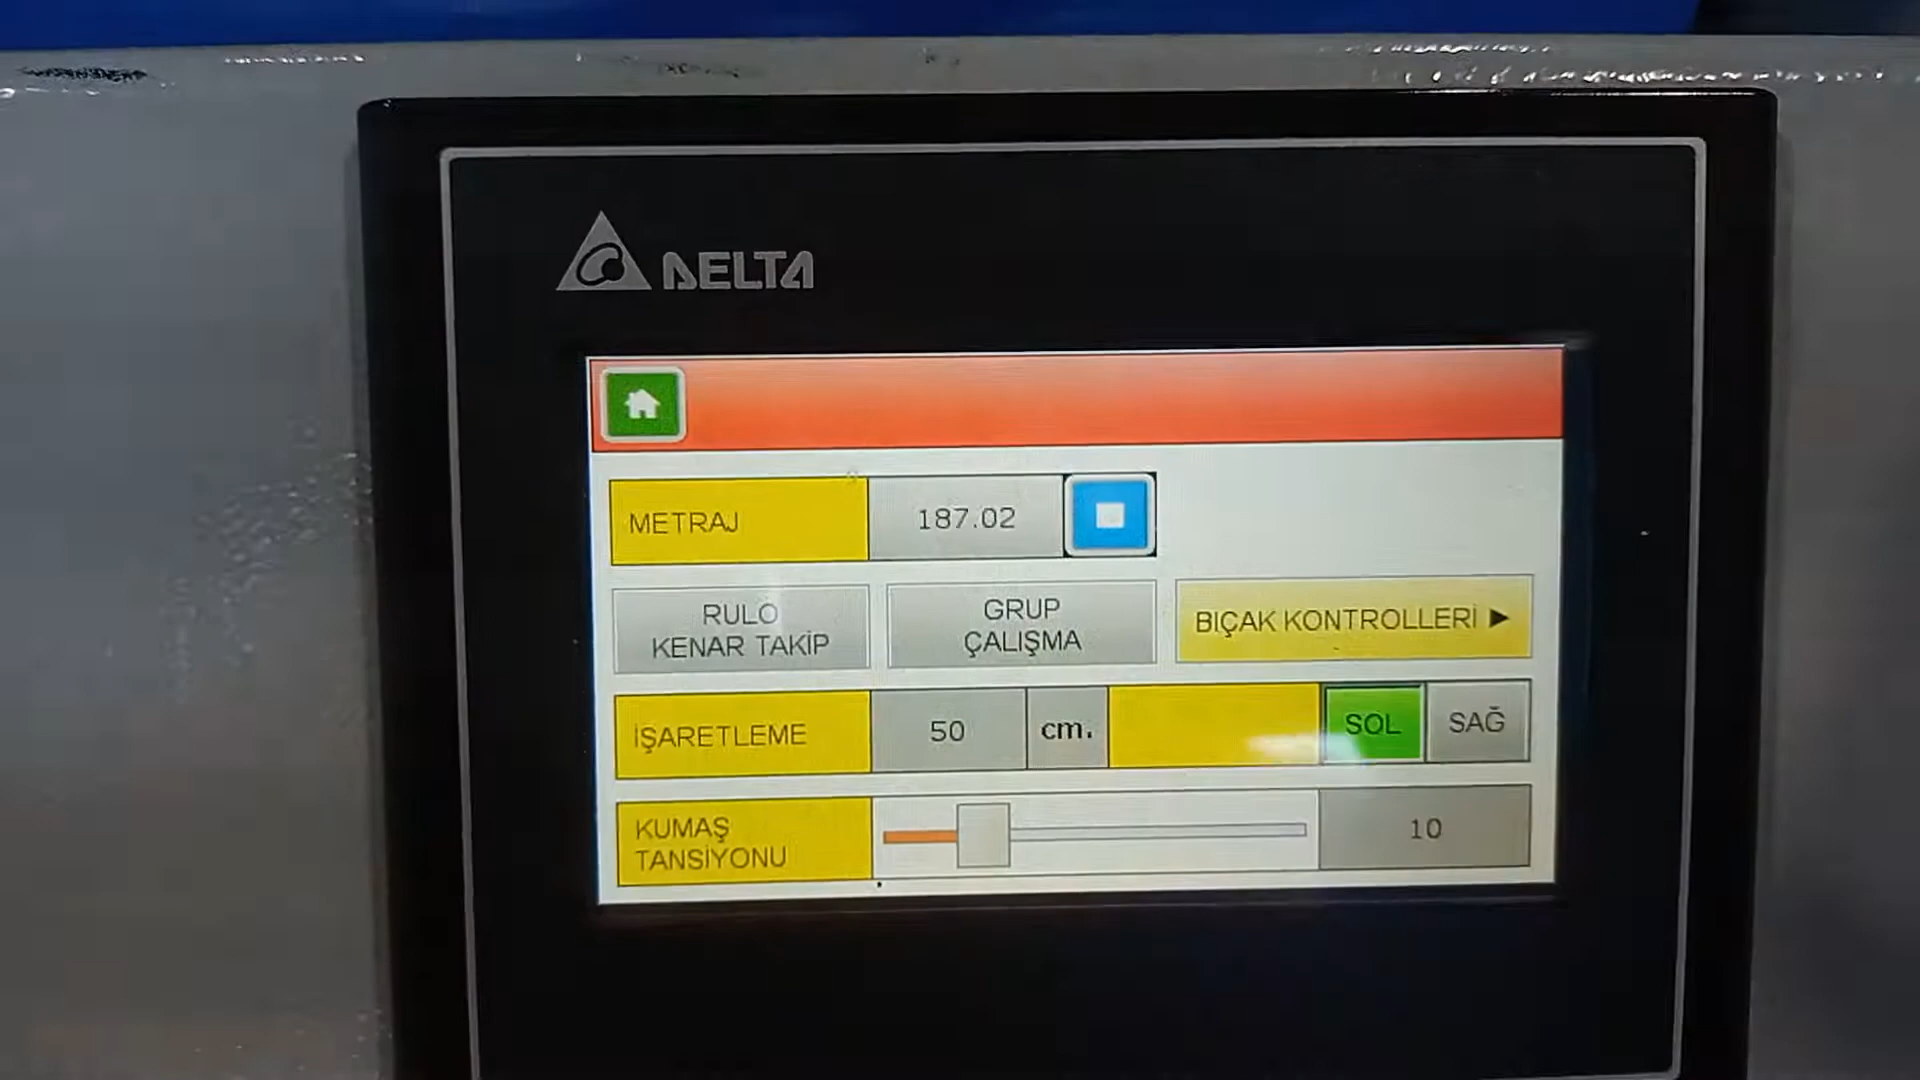 DELTA
METRAJ
187.02
RULO
KENAR TAKİP
GRUP
ÇALIŞMA
BIÇAK KONTROLLERİ ▶
İŞARETLEME
50
cm.
SOL
SAĞ
KUMAŞ
TANSİYONU
10